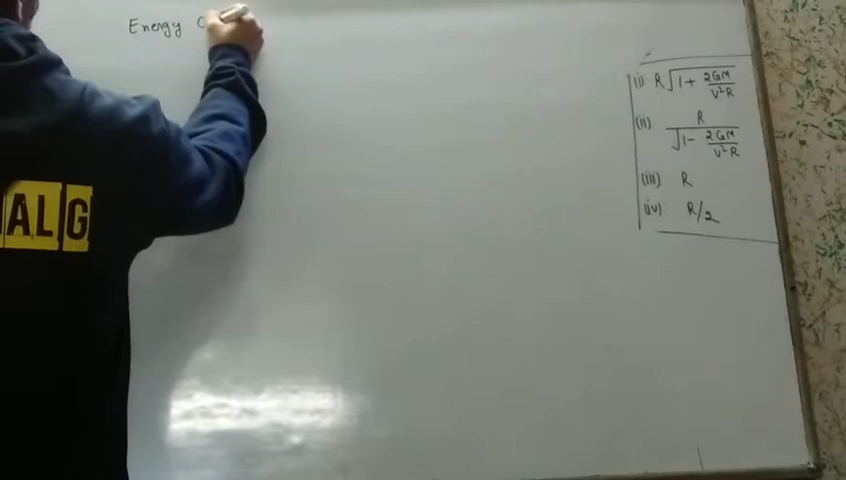 Energy C
(i) R√1 + 2GM/V²R
(ii) R/√1 - 2GM/V²R
(iii) R
(iv) R/2
ALG